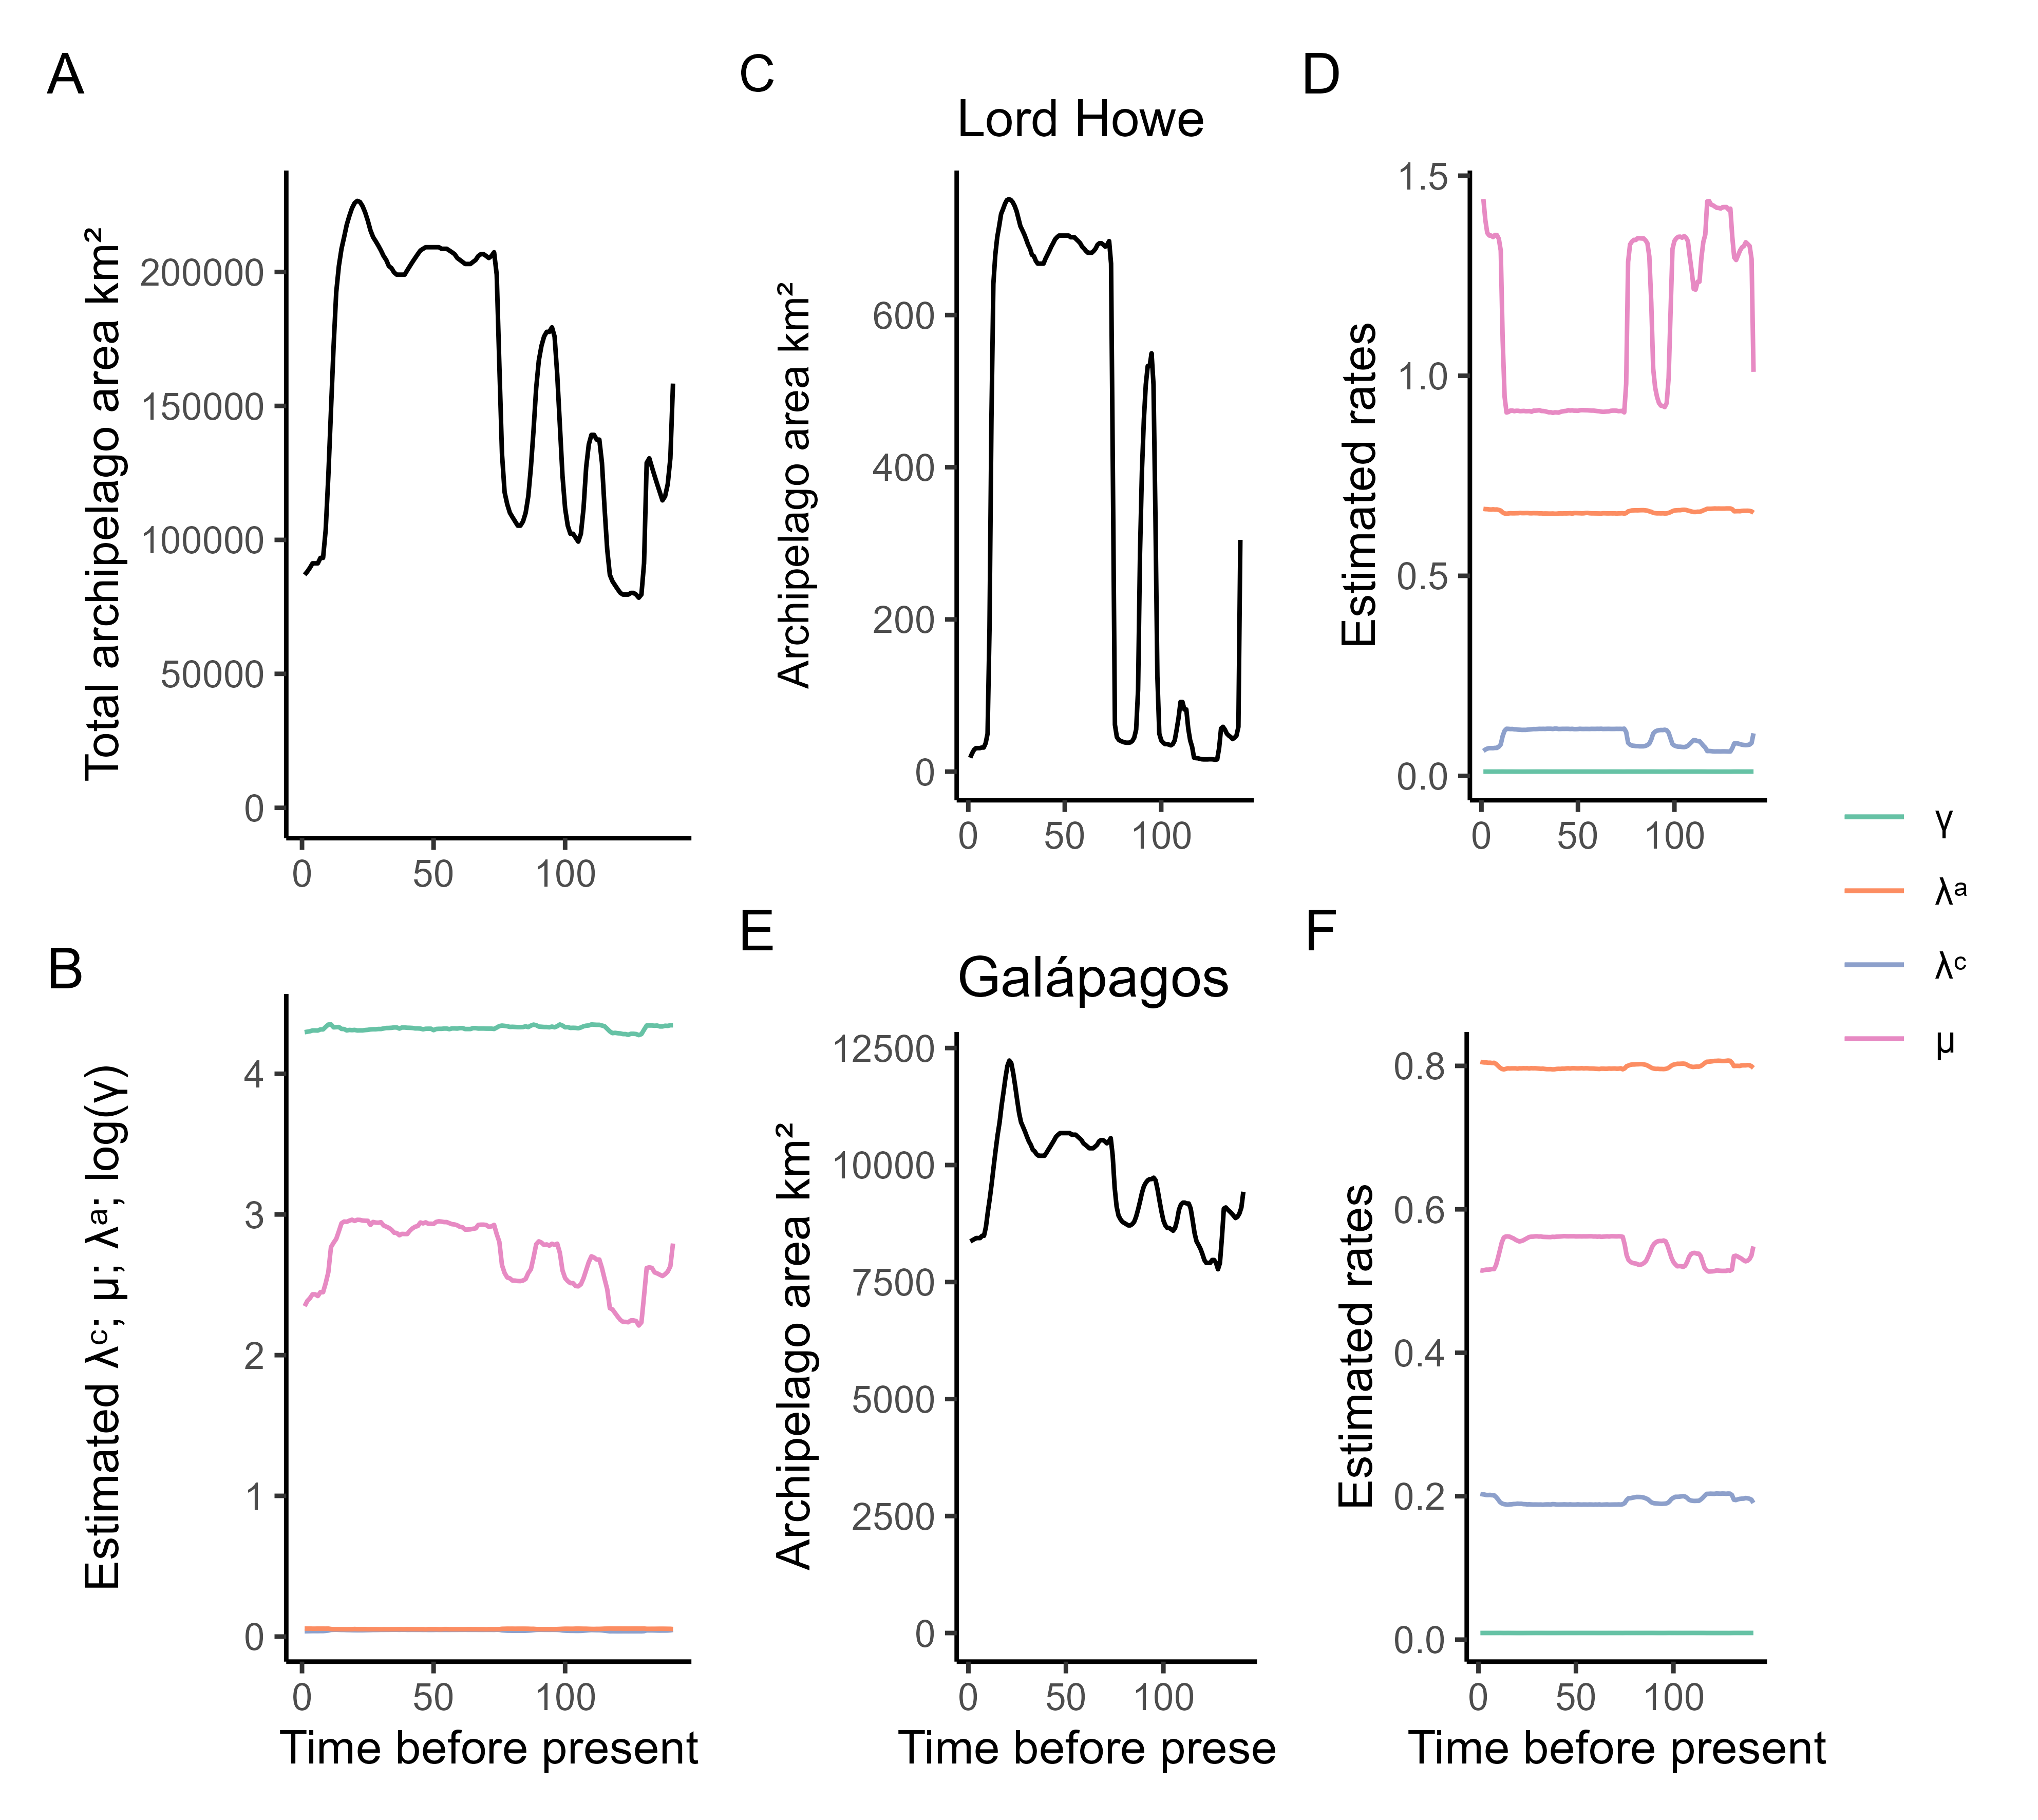 A
Total archipelago area km²
200000
150000
100000
50000
0
0 50 100
B
Estimated λᶜ; μ; λᵃ; log(γ)
4
3
2
1
0
0 50 100
Time before present
C
Lord Howe
Archipelago area km²
600
400
200
0
0 50 100
D
Estimated rates
1.5
1.0
0.5
0.0
0 50 100
E
Galápagos
Archipelago area km²
12500
10000
7500
5000
2500
0
0 50 100
Time before prese
F
Estimated rates
0.8
0.6
0.4
0.2
0.0
0 50 100
Time before present
γ
λᵃ
λᶜ
μ